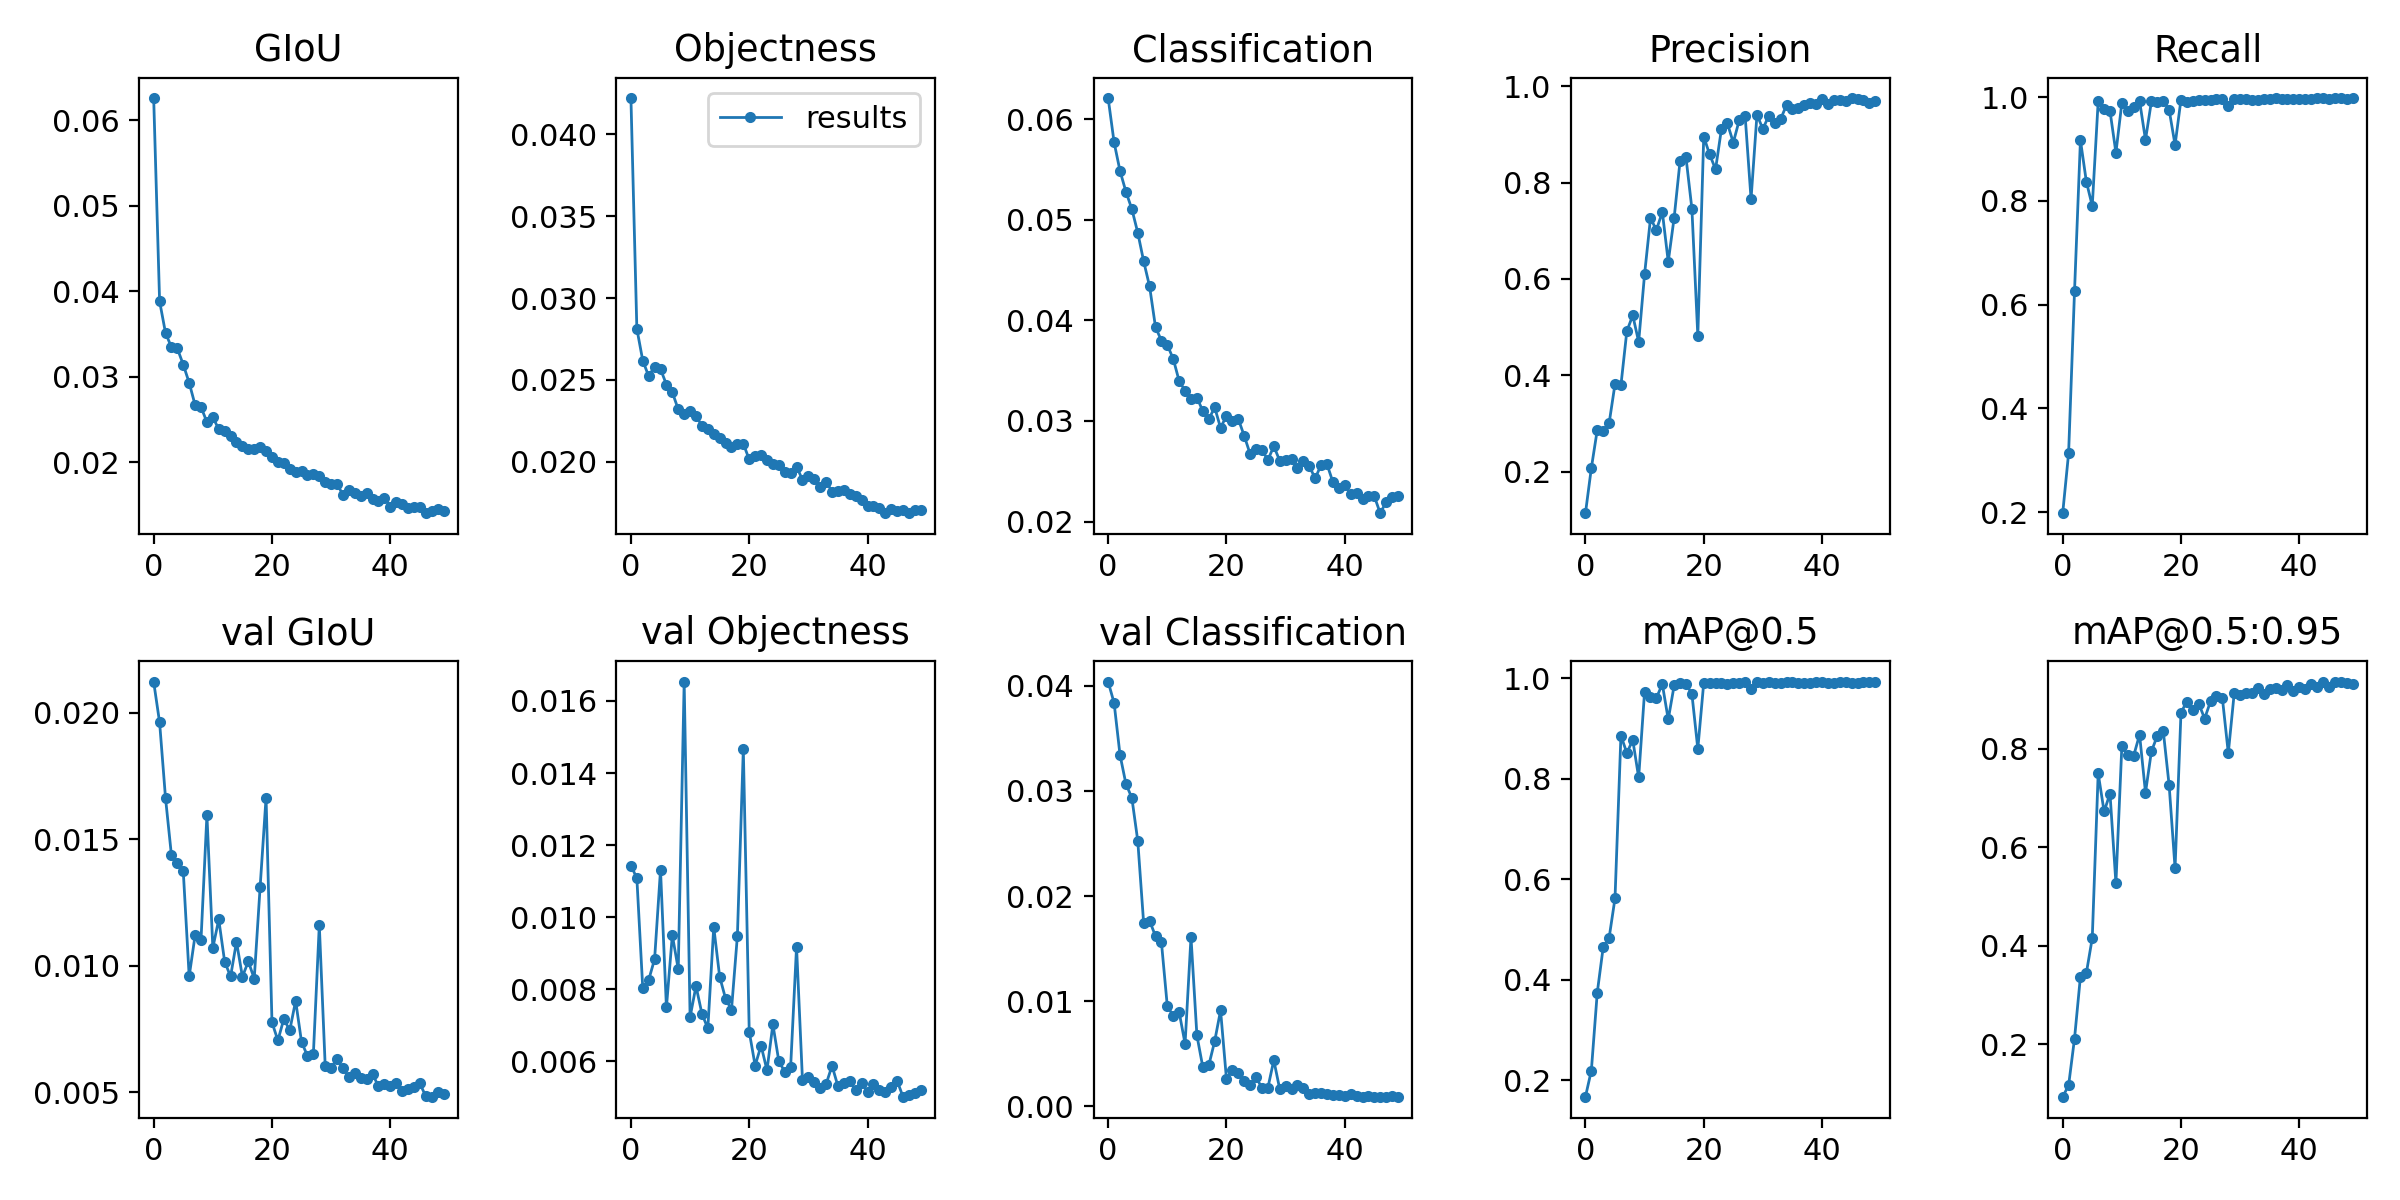 GIoU
0.06
0.05
0.04
0.03
0.02
0 20 40
Objectness
results
0.040
0.035
0.030
0.025
0.020
0 20 40
Classification
0.06
0.05
0.04
0.03
0.02
0 20 40
Precision
1.0
0.8
0.6
0.4
0.2
0 20 40
Recall
1.0
0.8
0.6
0.4
0.2
0 20 40
val GIoU
0.020
0.015
0.010
0.005
0 20 40
val Objectness
0.016
0.014
0.012
0.010
0.008
0.006
0 20 40
val Classification
0.04
0.03
0.02
0.01
0.00
0 20 40
mAP@0.5
1.0
0.8
0.6
0.4
0.2
0 20 40
mAP@0.5:0.95
0.8
0.6
0.4
0.2
0 20 40